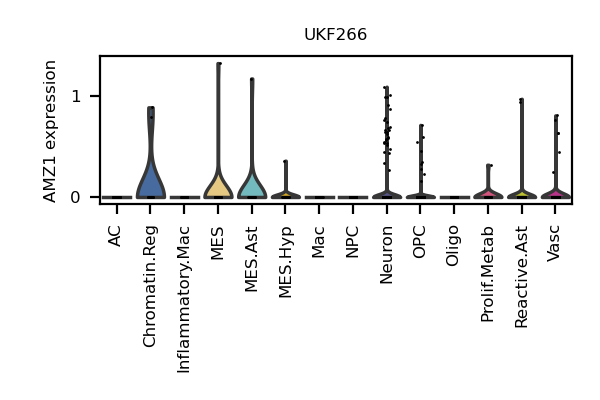 UKF266
AMZ1 expression
1
0
AC
Chromatin.Reg
Inflammatory.Mac
MES
MES.Ast
MES.Hyp
Mac
NPC
Neuron
OPC
Oligo
Prolif.Metab
Reactive.Ast
Vasc